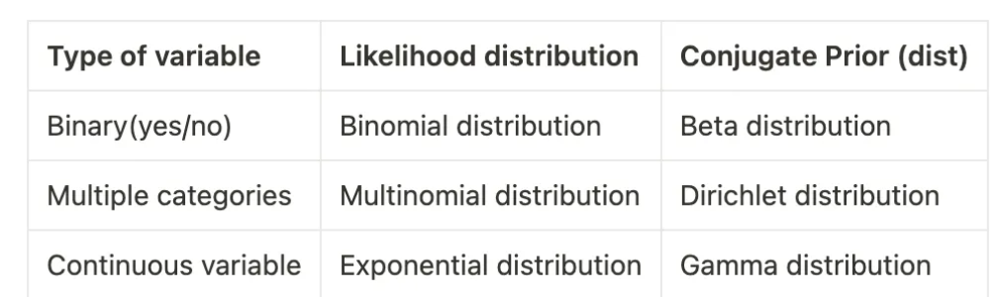 Type of variable Likelihood distribution Conjugate Prior (dist)
Binary(yes/no) Binomial distribution Beta distribution
Multiple categories Multinomial distribution Dirichlet distribution
Continuous variable Exponential distribution Gamma distribution